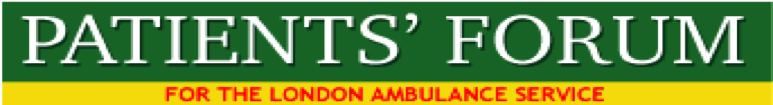 PATIENTS’ FORUM
FOR THE LONDON AMBULANCE SERVICE